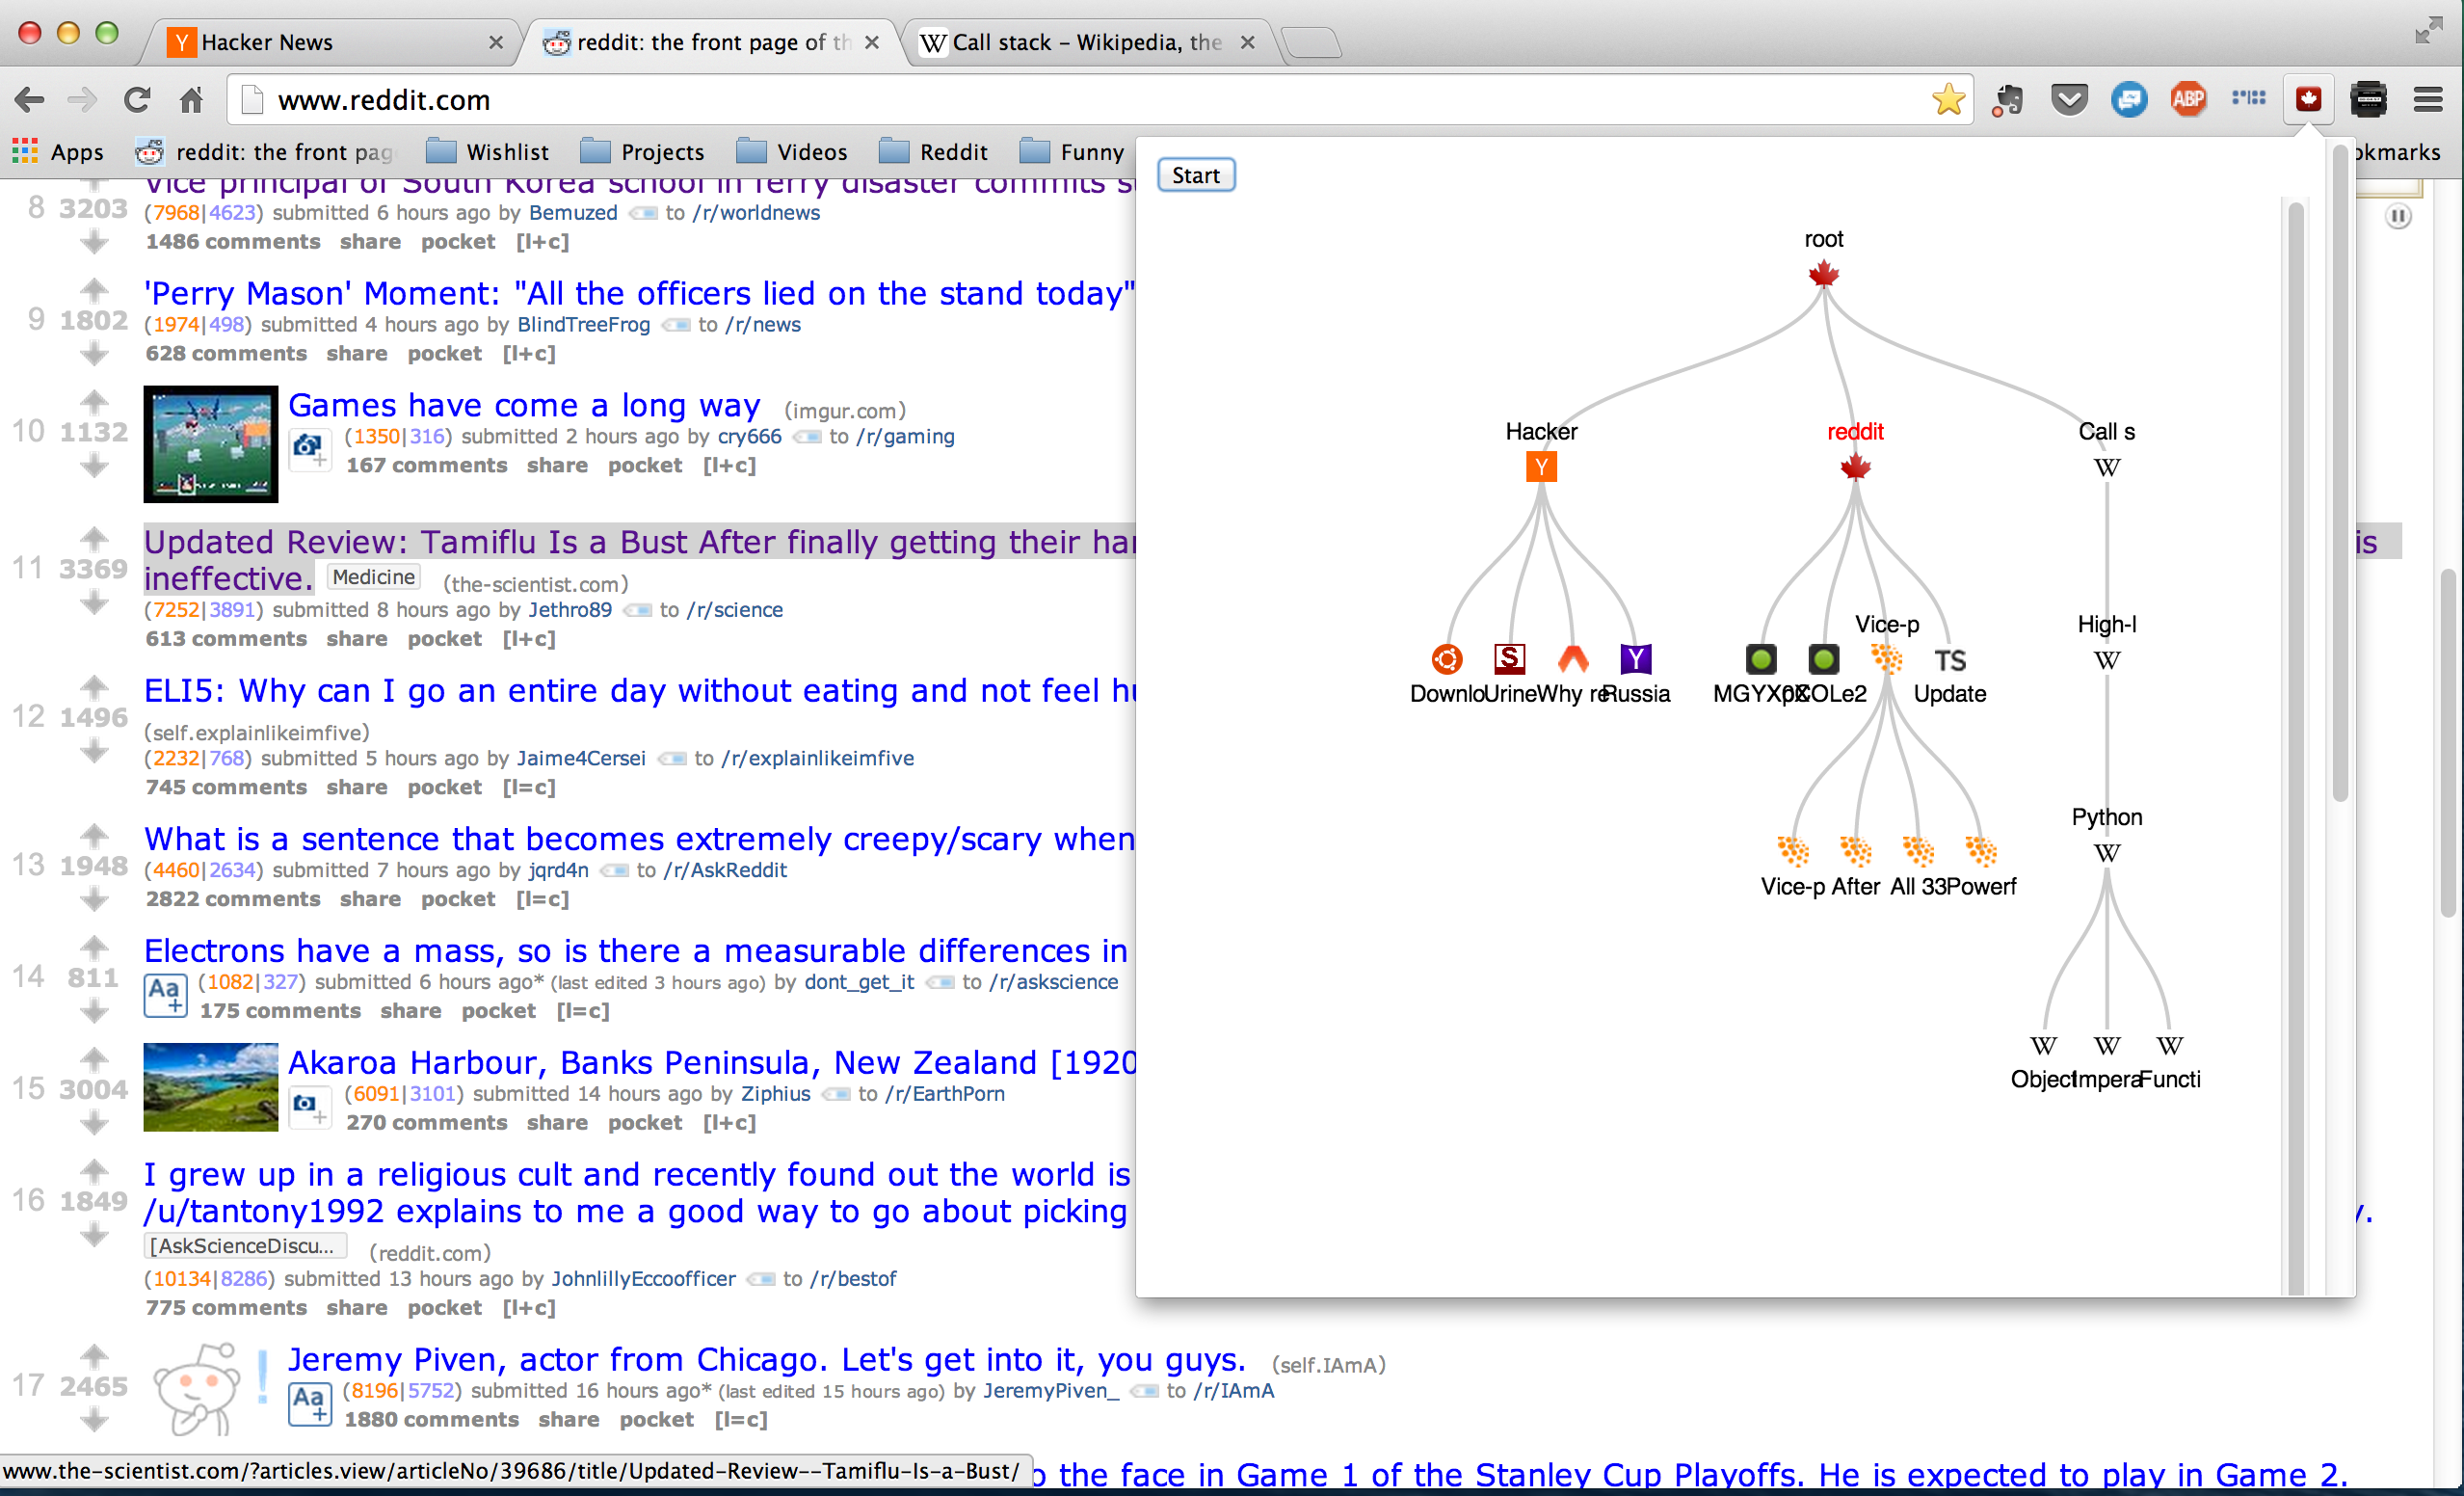 Hacker News
reddit: the front page of th
Call stack – Wikipedia, the
www.reddit.com
ABP
Apps
reddit: the front pag
Wishlist
Projects
Videos
Reddit
Funny
okmarks
Vice principal of South Korea school in ferry disaster commits s
8 3203 (7968|4623) submitted 6 hours ago by Bemuzed to /r/worldnews
1486 comments share pocket [l+c]
'Perry Mason' Moment: "All the officers lied on the stand today"
9 1802 (1974|498) submitted 4 hours ago by BlindTreeFrog to /r/news
628 comments share pocket [l+c]
Games have come a long way (imgur.com)
10 1132 (1350|316) submitted 2 hours ago by cry666 to /r/gaming
167 comments share pocket [l+c]
Updated Review: Tamiflu Is a Bust After finally getting their har
is
11 3369 ineffective. Medicine (the-scientist.com)
(7252|3891) submitted 8 hours ago by Jethro89 to /r/science
613 comments share pocket [l+c]
ELI5: Why can I go an entire day without eating and not feel hu
12 1496 (self.explainlikeimfive)
(2232|768) submitted 5 hours ago by Jaime4Cersei to /r/explainlikeimfive
745 comments share pocket [l=c]
What is a sentence that becomes extremely creepy/scary when
13 1948 (4460|2634) submitted 7 hours ago by jqrd4n to /r/AskReddit
2822 comments share pocket [l=c]
Electrons have a mass, so is there a measurable differences in
14 811 Aa (1082|327) submitted 6 hours ago* (last edited 3 hours ago) by dont_get_it to /r/askscience
175 comments share pocket [l=c]
Akaroa Harbour, Banks Peninsula, New Zealand [1920
15 3004 (6091|3101) submitted 14 hours ago by Ziphius to /r/EarthPorn
270 comments share pocket [l+c]
I grew up in a religious cult and recently found out the world is
16 1849 /u/tantony1992 explains to me a good way to go about picking
y.
[AskScienceDiscu... (reddit.com)
(10134|8286) submitted 13 hours ago by JohnlillyEccoofficer to /r/bestof
775 comments share pocket [l+c]
Jeremy Piven, actor from Chicago. Let's get into it, you guys. (self.IAmA)
17 2465 Aa (8196|5752) submitted 16 hours ago* (last edited 15 hours ago) by JeremyPiven_ to /r/IAmA
1880 comments share pocket [l=c]
www.the-scientist.com/?articles.view/articleNo/39686/title/Updated-Review--Tamiflu-Is-a-Bust/
o the face in Game 1 of the Stanley Cup Playoffs. He is expected to play in Game 2.
Start
root
Hacker reddit Call s
Y W
Vice-p High-l
S Y TS W
Downlo Urine Why re Russia MGYXp COLe2 Update
Python
W
Vice-p After All 33 Powerf
W W W
Object Impera Functi